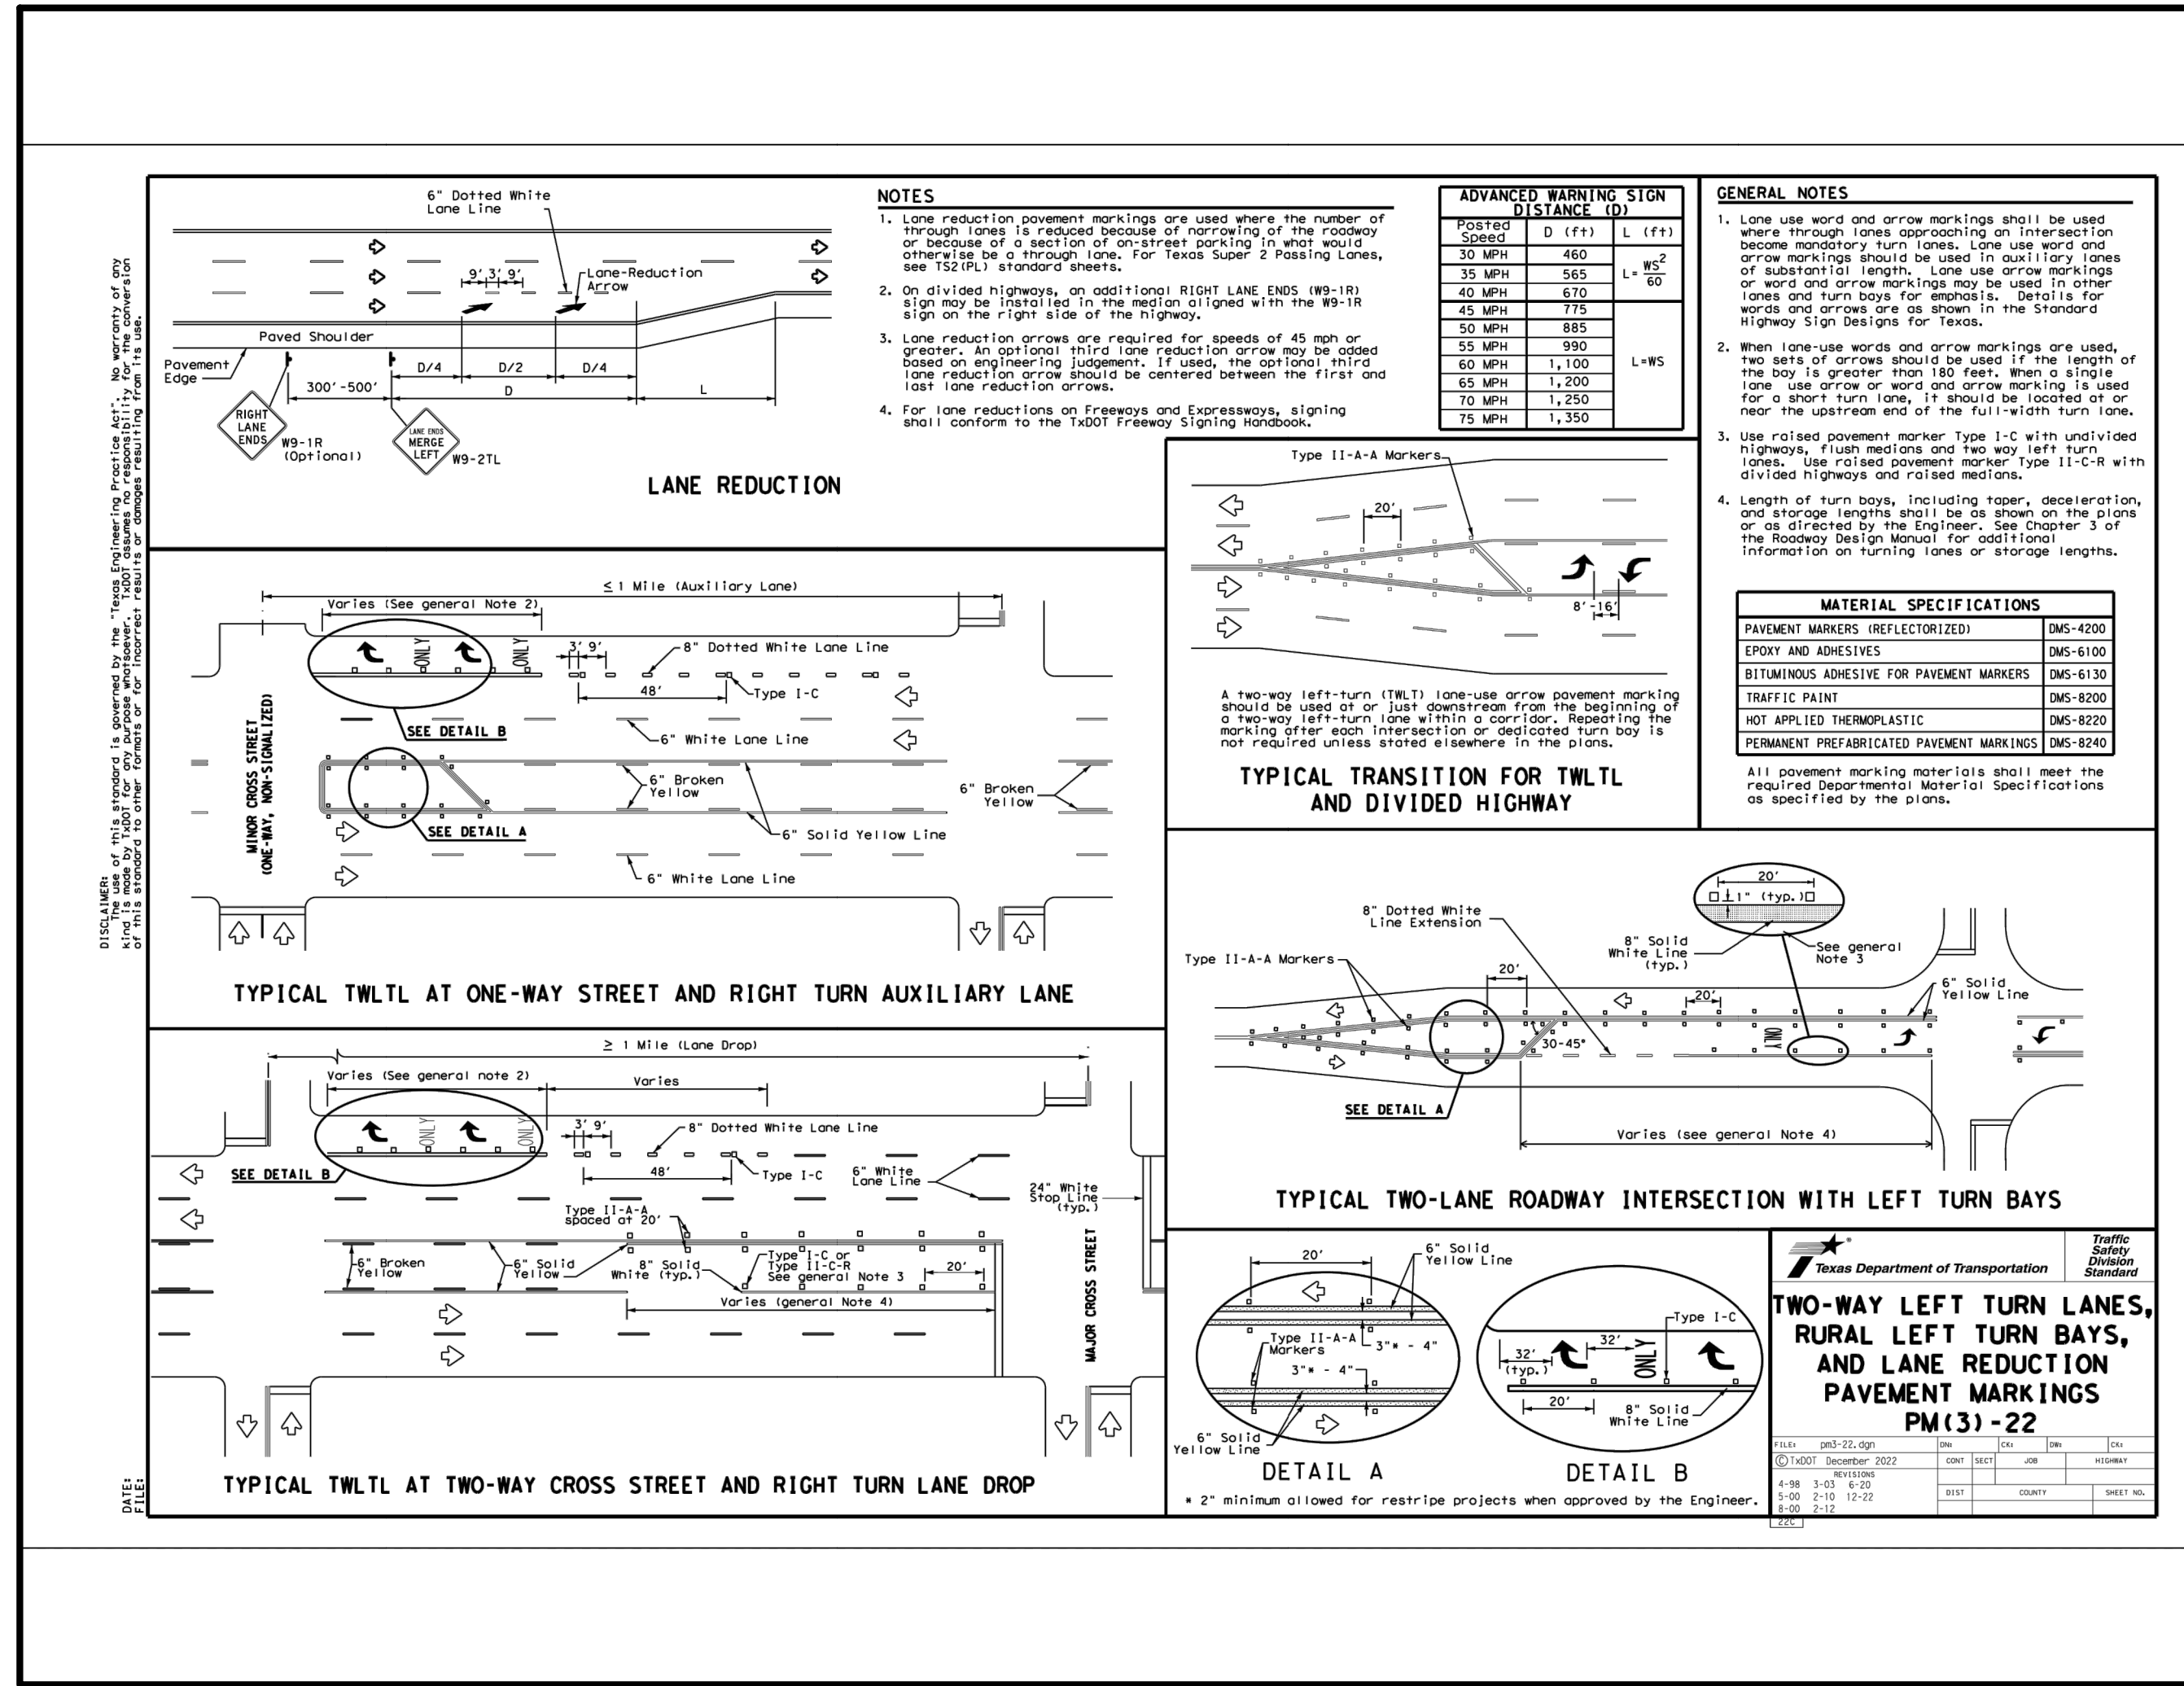 DISCLAIMER:
The use of this standard is governed by the "Texas Engineering Practice Act". No warranty of any
kind is made by TxDOT for any purpose whatsoever. TxDOT assumes no responsibility for the conversion
of this standard to other formats or for incorrect results or damages resulting from its use.
DATE:
FILE:
6" Dotted White
Lane Line
9' 3' 9'
Lane-Reduction
Arrow
Paved Shoulder
Pavement
Edge
D/4
D/2
D/4
300'-500'
D
L
RIGHT
LANE
ENDS
W9-1R
(Optional)
LANE ENDS
MERGE
LEFT
W9-2TL
LANE REDUCTION
NOTES
1. Lane reduction pavement markings are used where the number of
through lanes is reduced because of narrowing of the roadway
or because of a section of on-street parking in what would
otherwise be a through lane. For Texas Super 2 Passing Lanes,
see TS2(PL) standard sheets.
2. On divided highways, an additional RIGHT LANE ENDS (W9-1R)
sign may be installed in the median aligned with the W9-1R
sign on the right side of the highway.
3. Lane reduction arrows are required for speeds of 45 mph or
greater. An optional third lane reduction arrow may be added
based on engineering judgement. If used, the optional third
lane reduction arrow should be centered between the first and
last lane reduction arrows.
4. For lane reductions on Freeways and Expressways, signing
shall conform to the TxDOT Freeway Signing Handbook.
ADVANCED WARNING SIGN
DISTANCE (D)
Posted
Speed
D (ft)
L (ft)
30 MPH 460
35 MPH 565
40 MPH 670
L= WS²
60
45 MPH 775
50 MPH 885
55 MPH 990
60 MPH 1,100
65 MPH 1,200
70 MPH 1,250
75 MPH 1,350
L=WS
GENERAL NOTES
1. Lane use word and arrow markings shall be used
where through lanes approaching an intersection
become mandatory turn lanes. Lane use word and
arrow markings should be used in auxiliary lanes
of substantial length. Lane use arrow markings
or word and arrow markings may be used in other
lanes and turn bays for emphasis. Details for
words and arrows are as shown in the Standard
Highway Sign Designs for Texas.
2. When lane-use words and arrow markings are used,
two sets of arrows should be used if the length of
the bay is greater than 180 feet. When a single
lane use arrow or word and arrow marking is used
for a short turn lane, it should be located at or
near the upstream end of the full-width turn lane.
3. Use raised pavement marker Type I-C with undivided
highways, flush medians and two way left turn
lanes. Use raised pavement marker Type II-C-R with
divided highways and raised medians.
4. Length of turn bays, including taper, deceleration,
and storage lengths shall be as shown on the plans
or as directed by the Engineer. See Chapter 3 of
the Roadway Design Manual for additional
information on turning lanes or storage lengths.
MATERIAL SPECIFICATIONS
PAVEMENT MARKERS (REFLECTORIZED) DMS-4200
EPOXY AND ADHESIVES DMS-6100
BITUMINOUS ADHESIVE FOR PAVEMENT MARKERS DMS-6130
TRAFFIC PAINT DMS-8200
HOT APPLIED THERMOPLASTIC DMS-8220
PERMANENT PREFABRICATED PAVEMENT MARKINGS DMS-8240
All pavement marking materials shall meet the
required Departmental Material Specifications
as specified by the plans.
Type II-A-A Markers
20'
8'-16'
A two-way left-turn (TWLT) lane-use arrow pavement marking
should be used at or just downstream from the beginning of
a two-way left-turn lane within a corridor. Repeating the
marking after each intersection or dedicated turn bay is
not required unless stated elsewhere in the plans.
TYPICAL TRANSITION FOR TWLTL
AND DIVIDED HIGHWAY
≤ 1 Mile (Auxiliary Lane)
Varies (See general Note 2)
ONLY
ONLY
3' 9'
8" Dotted White Lane Line
48'
Type I-C
SEE DETAIL B
6" White Lane Line
6" Broken
Yellow
6" Broken
Yellow
SEE DETAIL A
6" Solid Yellow Line
6" White Lane Line
MINOR CROSS STREET
(ONE-WAY, NON-SIGNALIZED)
TYPICAL TWLTL AT ONE-WAY STREET AND RIGHT TURN AUXILIARY LANE
20'
1" (typ.)
8" Dotted White
Line Extension
8" Solid
White Line
(typ.)
See general
Note 3
Type II-A-A Markers
20'
20'
6" Solid
Yellow Line
30-45°
ONLY
SEE DETAIL A
Varies (see general Note 4)
TYPICAL TWO-LANE ROADWAY INTERSECTION WITH LEFT TURN BAYS
≥ 1 Mile (Lane Drop)
Varies (See general note 2)
Varies
ONLY
ONLY
3' 9'
8" Dotted White Lane Line
SEE DETAIL B
48'
Type I-C
6" White
Lane Line
24" White
Stop Line
(typ.)
Type II-A-A
spaced at 20'
6" Broken
Yellow
6" Solid
Yellow
8" Solid
White (typ.)
Type I-C or
Type II-C-R
See general Note 3
20'
Varies (general Note 4)
MAJOR CROSS STREET
TYPICAL TWLTL AT TWO-WAY CROSS STREET AND RIGHT TURN LANE DROP
20'
6" Solid
Yellow Line
Type II-A-A
Markers
3"* - 4"
3"* - 4"
6" Solid
Yellow Line
DETAIL A
Type I-C
32'
(typ.)
32'
ONLY
20'
8" Solid
White Line
DETAIL B
* 2" minimum allowed for restripe projects when approved by the Engineer.
®
Texas Department of Transportation
Traffic
Safety
Division
Standard
TWO-WAY LEFT TURN LANES,
RURAL LEFT TURN BAYS,
AND LANE REDUCTION
PAVEMENT MARKINGS
PM(3)-22
FILE: pm3-22.dgn DN: CK: DW: CK:
© TxDOT December 2022 CONT SECT JOB HIGHWAY
REVISIONS
4-98 3-03 6-20
5-00 2-10 12-22
8-00 2-12
DIST COUNTY SHEET NO.
22C